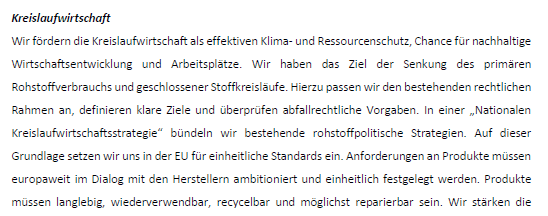 Kreislaufwirtschaft
Wir fördern die Kreislaufwirtschaft als effektiven Klima- und Ressourcenschutz, Chance für nachhaltige
Wirtschaftsentwicklung und Arbeitsplätze. Wir haben das Ziel der Senkung des primären
Rohstoffverbrauchs und geschlossener Stoffkreisläufe. Hierzu passen wir den bestehenden rechtlichen
Rahmen an, definieren klare Ziele und überprüfen abfallrechtliche Vorgaben. In einer „Nationalen
Kreislaufwirtschaftsstrategie“ bündeln wir bestehende rohstoffpolitische Strategien. Auf dieser
Grundlage setzen wir uns in der EU für einheitliche Standards ein. Anforderungen an Produkte müssen
europaweit im Dialog mit den Herstellern ambitioniert und einheitlich festgelegt werden. Produkte
müssen langlebig, wiederverwendbar, recycelbar und möglichst reparierbar sein. Wir stärken die